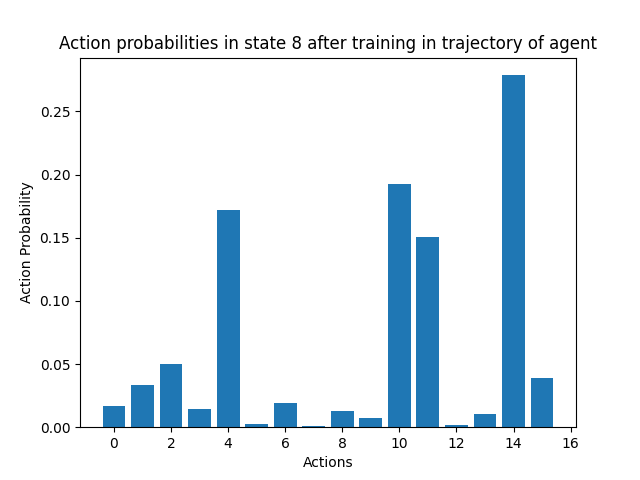 Action probabilities in state 8 after training in trajectory of agent
0.25
0.20
0.15
0.10
0.05
0.00
Action Probability
0 2 4 6 8 10 12 14 16
Actions